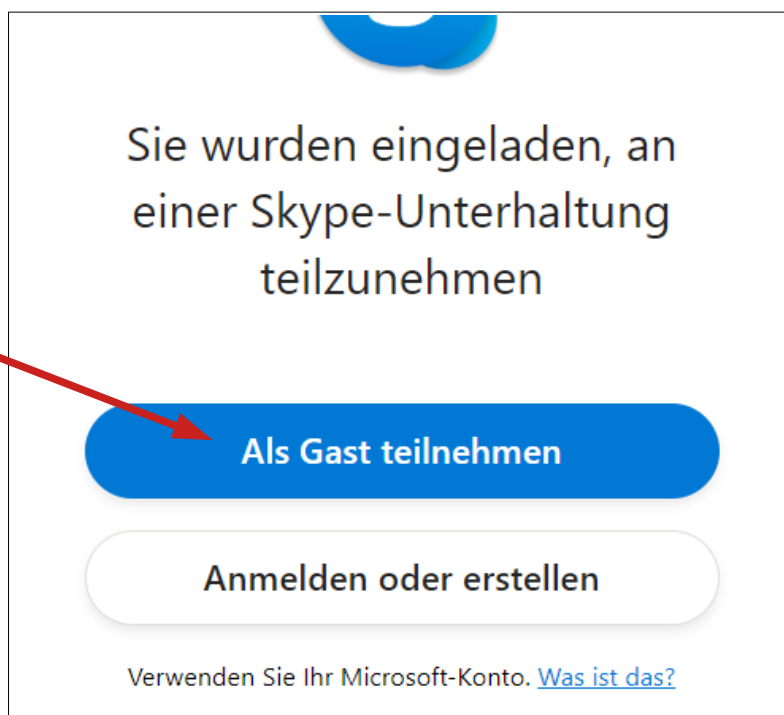 Sie wurden eingeladen, an
einer Skype-Unterhaltung
teilzunehmen
Als Gast teilnehmen
Anmelden oder erstellen
Verwenden Sie Ihr Microsoft-Konto. Was ist das?